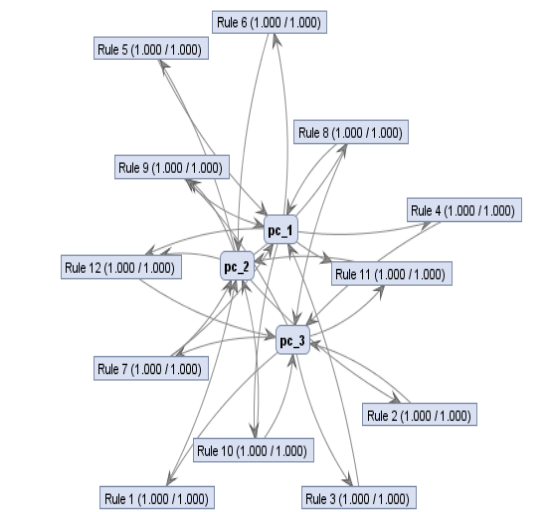 Rule 6 (1.000 / 1.000)
Rule 5 (1.000 / 1.000)
Rule 8 (1.000 / 1.000)
Rule 9 (1.000 / 1.000)
Rule 4 (1.000 / 1.000)
pc_1
pc_2
Rule 12 (1.000 / 1.000)
Rule 11 (1.000 / 1.000)
pc_3
Rule 7 (1.000 / 1.000)
Rule 2 (1.000 / 1.000)
Rule 10 (1.000 / 1.000)
Rule 1 (1.000 / 1.000)
Rule 3 (1.000 / 1.000)